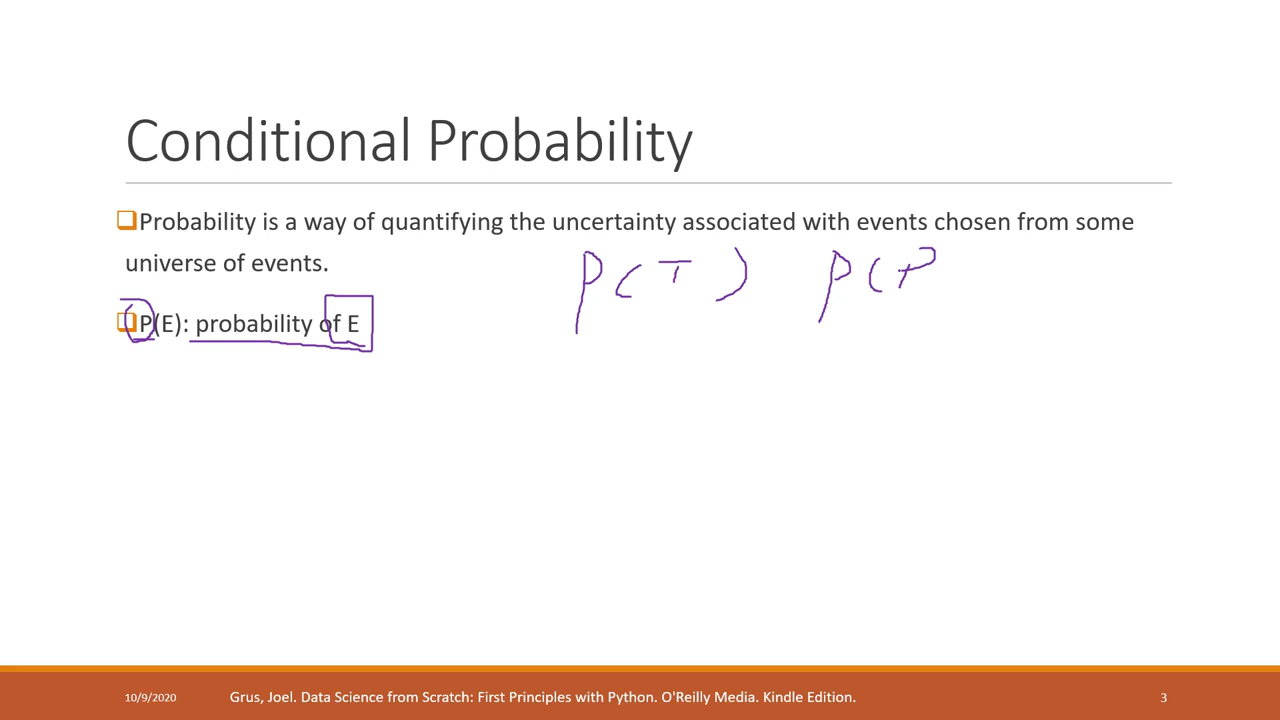 Conditional Probability
Probability is a way of quantifying the uncertainty associated with events chosen from some
universe of events.
P(T) P(
P(E): probability of E
10/9/2020 Grus, Joel. Data Science from Scratch: First Principles with Python. O'Reilly Media. Kindle Edition. 3